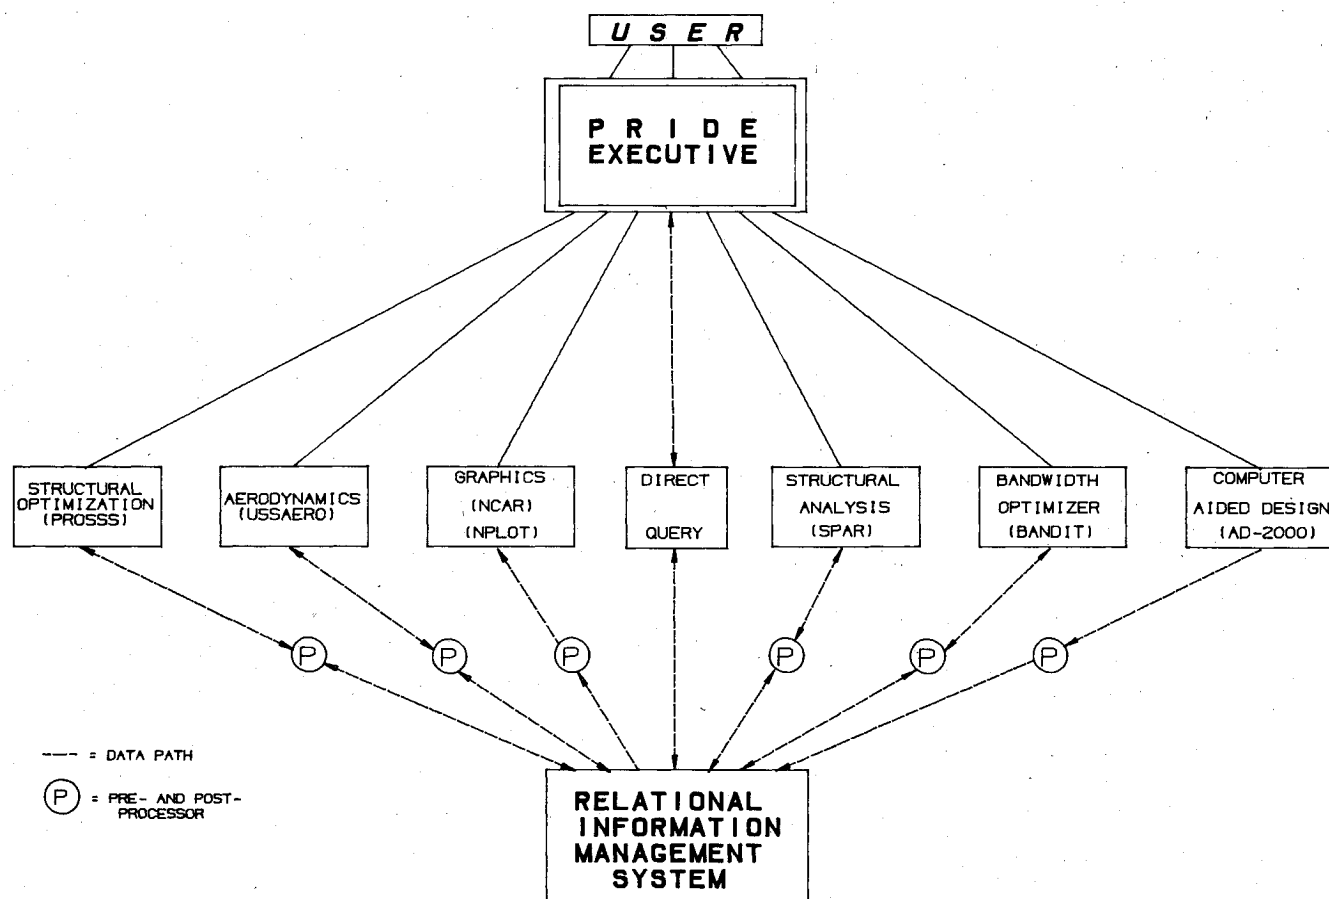 USER
PRIDE
EXECUTIVE
STRUCTURAL
OPTIMIZATION
(PROSSS)
AERODYNAMICS
(USSAERO)
GRAPHICS
(NCAR)
(NPLOT)
DIRECT
QUERY
STRUCTURAL
ANALYSIS
(SPAR)
BANDWIDTH
OPTIMIZER
(BANDIT)
COMPUTER
AIDED DESIGN
(AD-2000)
P
P
P
P
P
P
= DATA PATH
P = PRE- AND POST-
PROCESSOR
RELATIONAL
INFORMATION
MANAGEMENT
SYSTEM